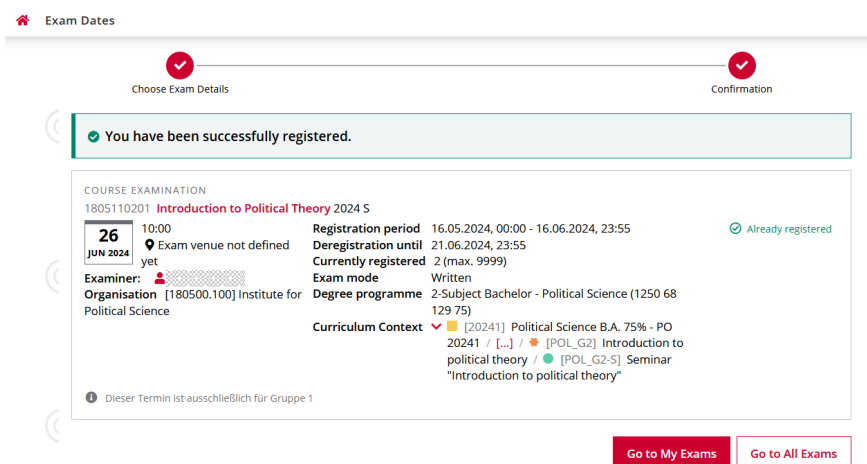 Exam Dates
Choose Exam Details
Confirmation
You have been successfully registered.
COURSE EXAMINATION
1805110201 Introduction to Political Theory 2024 S
26
JUN 2024
10:00
Exam venue not defined
yet
Examiner:
Organisation [180500.100] Institute for
Political Science
Registration period 16.05.2024, 00:00 - 16.06.2024, 23:55
Deregistration until 21.06.2024, 23:55
Currently registered 2 (max. 9999)
Exam mode Written
Degree programme 2-Subject Bachelor - Political Science (1250 68
129 75)
Curriculum Context [20241] Political Science B.A. 75% - PO
20241 / [...] / [POL_G2] Introduction to
political theory / [POL_G2-S] Seminar
"Introduction to political theory"
Already registered
Dieser Termin ist ausschließlich für Gruppe 1
Go to My Exams
Go to All Exams